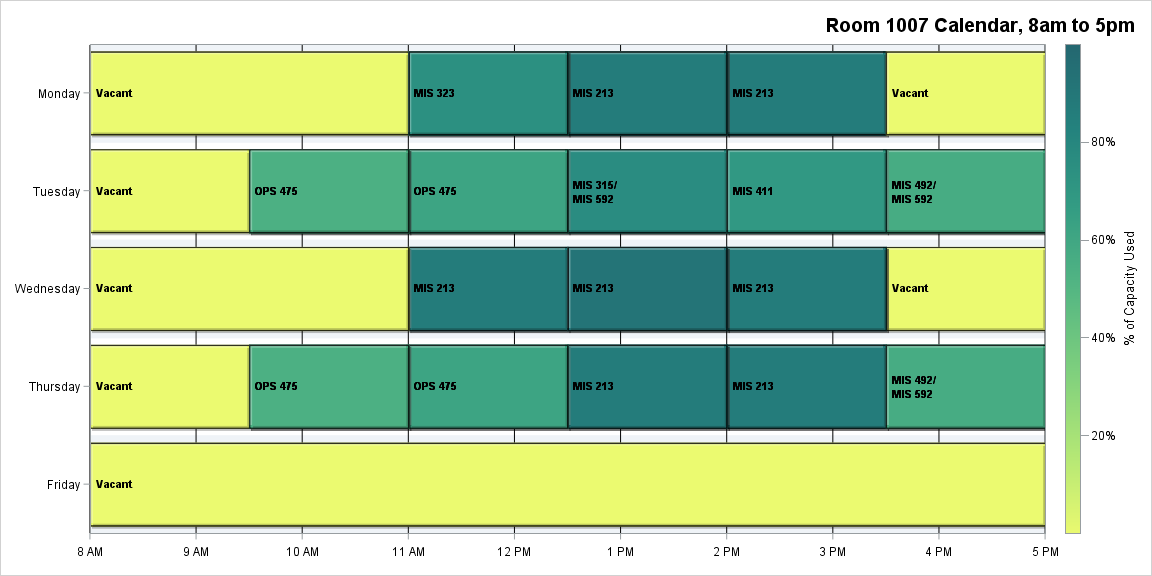 Room 1007 Calendar, 8am to 5pm
Monday
Vacant
MIS 323
MIS 213
MIS 213
Vacant
Tuesday
Vacant
OPS 475
OPS 475
MIS 315/
MIS 592
MIS 411
MIS 492/
MIS 592
Wednesday
Vacant
MIS 213
MIS 213
MIS 213
Vacant
Thursday
Vacant
OPS 475
OPS 475
MIS 213
MIS 213
MIS 492/
MIS 592
Friday
Vacant
8 AM
9 AM
10 AM
11 AM
12 PM
1 PM
2 PM
3 PM
4 PM
5 PM
80%
60%
40%
20%
% of Capacity Used